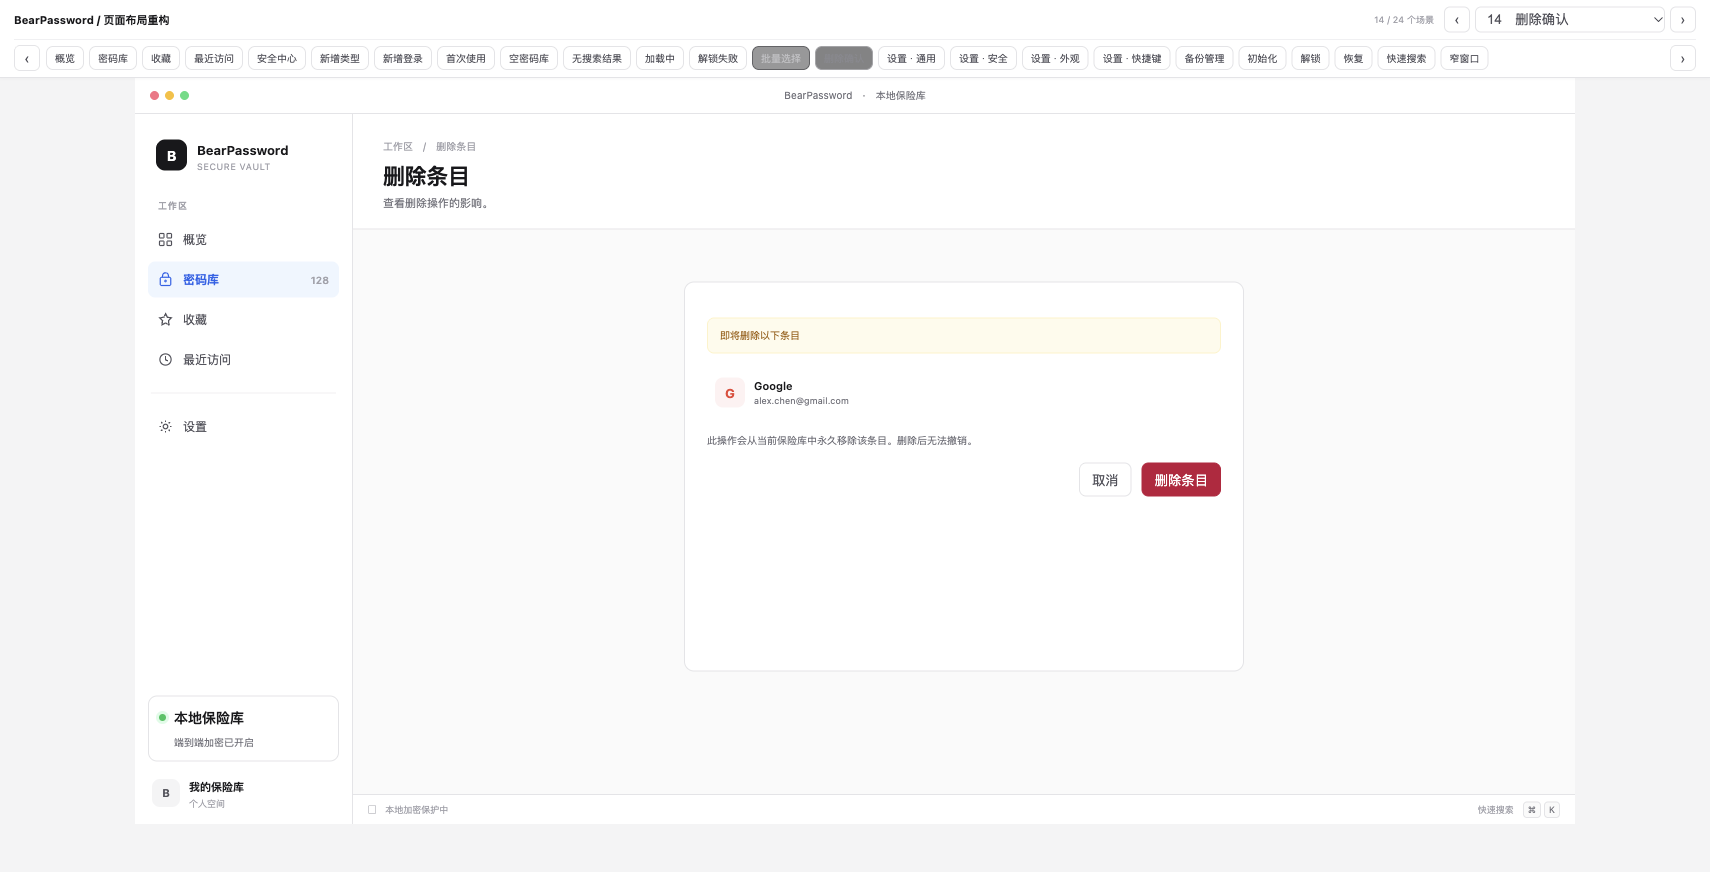 BearPassword / 页面布局重构
14 / 24 个场景
‹
14 删除确认
›
‹
概览
密码库
收藏
最近访问
安全中心
新增类型
新增登录
首次使用
空密码库
无搜索结果
加载中
解锁失败
批量选择
设置 · 通用
设置 · 安全
设置 · 外观
设置 · 快捷键
备份管理
初始化
解锁
恢复
快速搜索
窄窗口
›
BearPassword · 本地保险库
B
BearPassword
SECURE VAULT
工作区
概览
密码库 128
收藏
最近访问
设置
本地保险库
端到端加密已开启
B
我的保险库
个人空间
工作区 / 删除条目
删除条目
查看删除操作的影响。
即将删除以下条目
G
Google
alex.chen@gmail.com
此操作会从当前保险库中永久移除该条目。删除后无法撤销。
取消
删除条目
本地加密保护中
快速搜索 ⌘ K